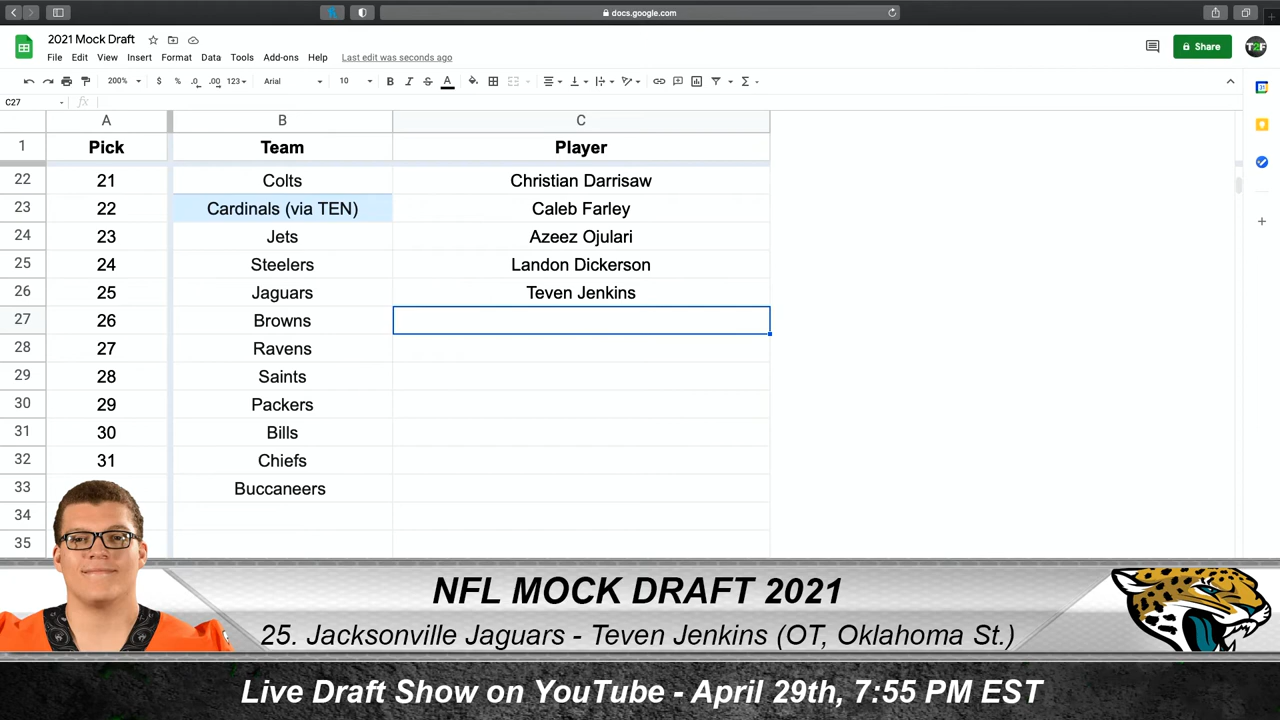 docs.google.com
2021 Mock Draft
File Edit View Insert Format Data Tools Add-ons Help Last edit was seconds ago
Share
T2F
200% $ % .0 .00 123 Arial 10 B I S A
31
C27 fx
A B C
1 Pick Team Player
22 21 Colts Christian Darrisaw
23 22 Cardinals (via TEN) Caleb Farley
24 23 Jets Azeez Ojulari
25 24 Steelers Landon Dickerson
26 25 Jaguars Teven Jenkins
27 26 Browns
28 27 Ravens
29 28 Saints
30 29 Packers
31 30 Bills
32 31 Chiefs
33 Buccaneers
34
35
NFL MOCK DRAFT 2021
25. Jacksonville Jaguars - Teven Jenkins (OT, Oklahoma St.)
Live Draft Show on YouTube - April 29th, 7:55 PM EST